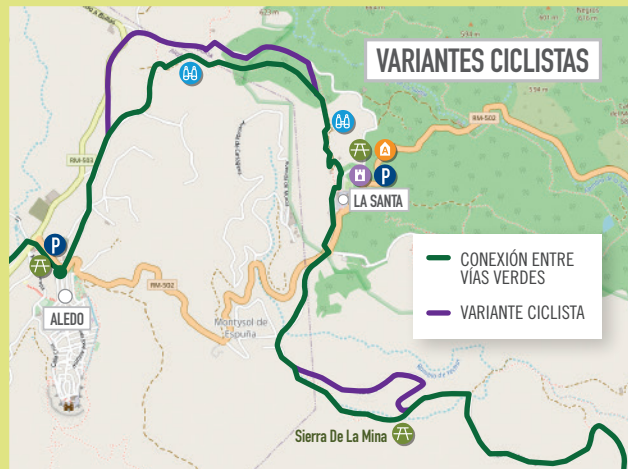 VARIANTES CICLISTAS
RM-502
RM-503
P
A
P
LA SANTA
CONEXIÓN ENTRE
VÍAS VERDES
VARIANTE CICLISTA
P
ALEDO
RM-502
Montysol de
Espuña
Sierra De La Mina